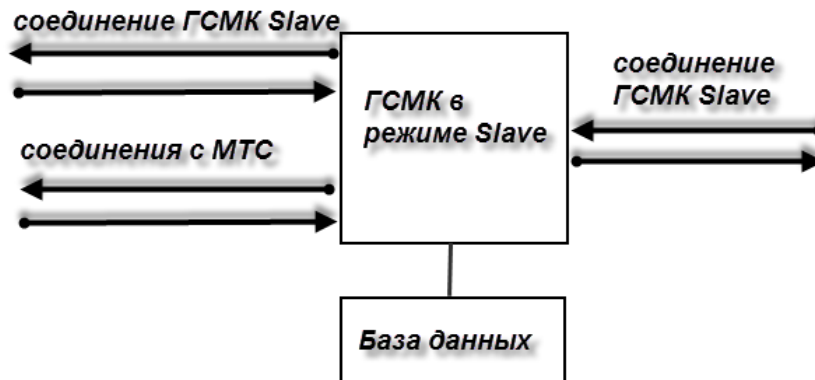 соединение ГСМК Slave
соединения с МТС
ГСМК в
режиме Slave
соединение
ГСМК Slave
База данных